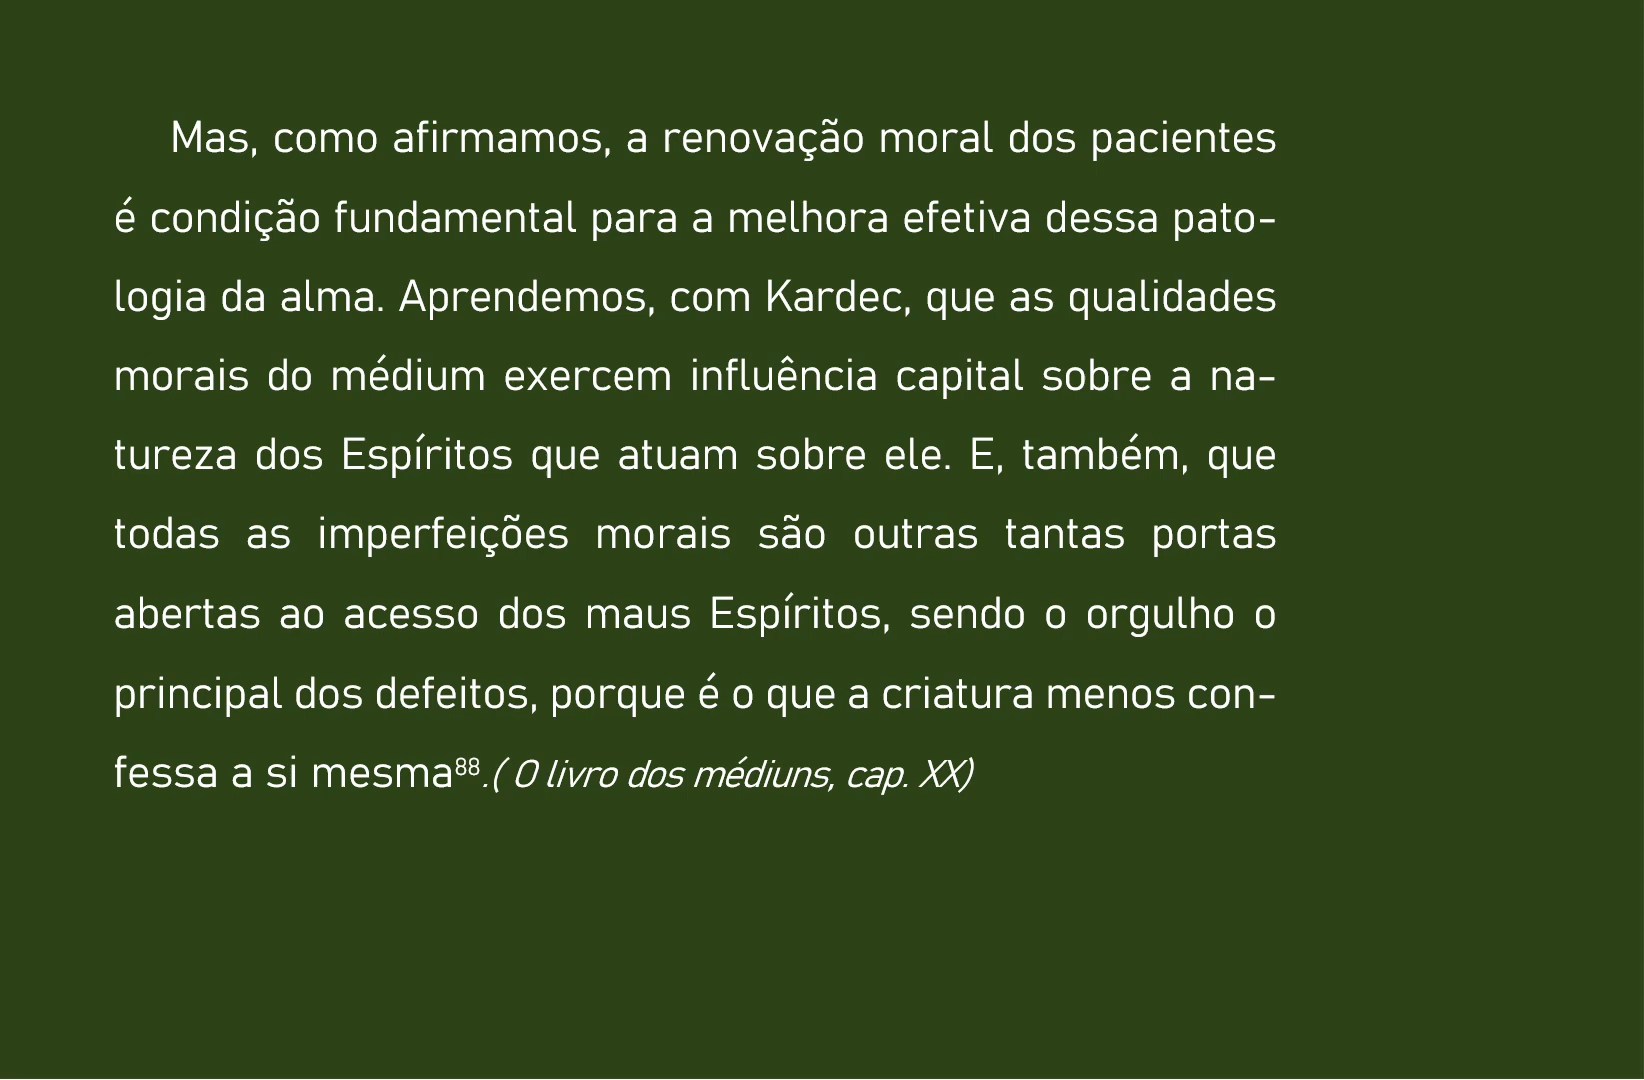 Mas, como afirmamos, a renovação moral dos pacientes
é condição fundamental para a melhora efetiva dessa pato-
logia da alma. Aprendemos, com Kardec, que as qualidades
morais do médium exercem influência capital sobre a na-
tureza dos Espíritos que atuam sobre ele. E, também, que
todas as imperfeições morais são outras tantas portas
abertas ao acesso dos maus Espíritos, sendo o orgulho o
principal dos defeitos, porque é o que a criatura menos con-
fessa a si mesma⁸⁸.( O livro dos médiuns, cap. XX)